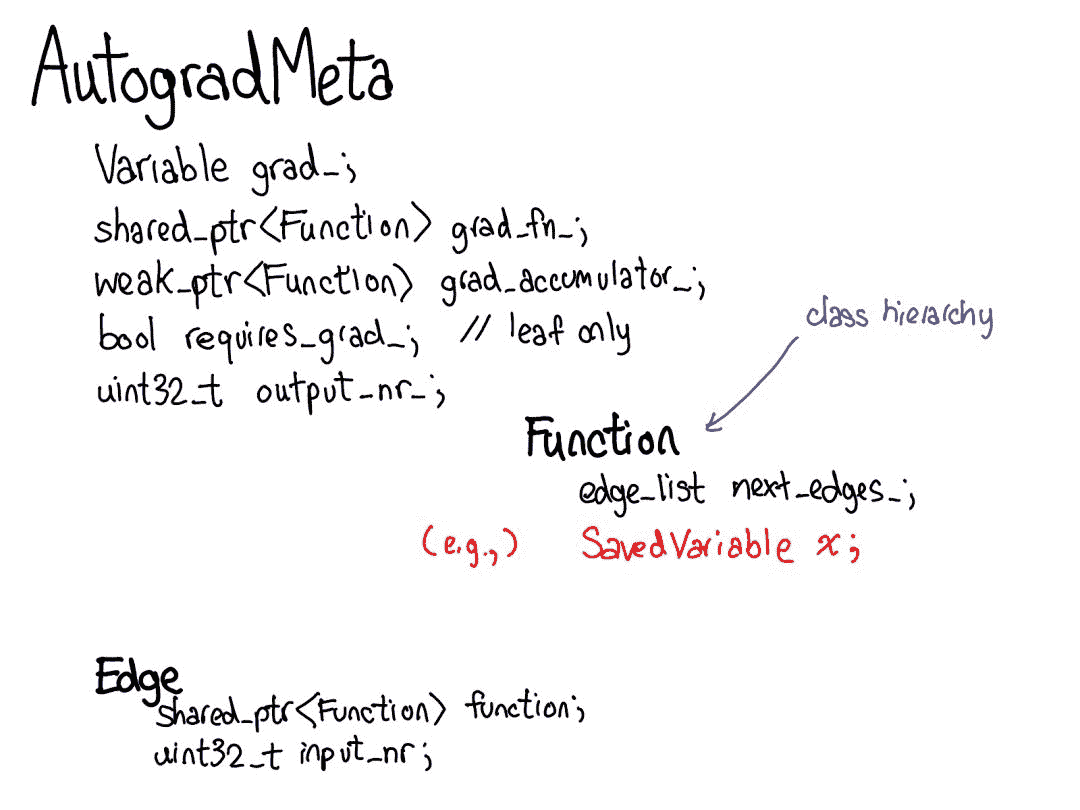 AutogradMeta
Variable grad_;
shared_ptr<Function> grad_fn_;
weak_ptr<Function> grad_accumulator_;
bool requires_grad_; // leaf only
uint32_t output_nr_;
class hierarchy
Function
edge_list next_edges_;
(e.g.,) SavedVariable x;
Edge
shared_ptr<Function> function;
uint32_t input_nr;